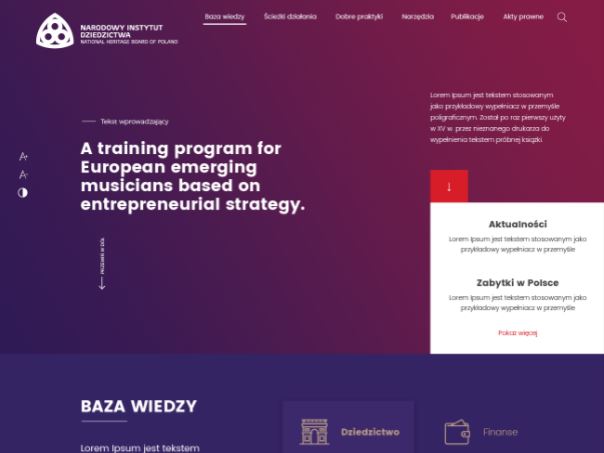 NARODOWY INSTYTUT
DZIEDZICTWA
NATIONAL HERITAGE BOARD OF POLAND
Baza wiedzy
Ścieżki działania
Dobre praktyki
Narzędzia
Publikacje
Akty prawne
A+
A-
Tekst wprowadzający
A training program for
European emerging
musicians based on
entrepreneurial strategy.
PRZEWIŃ W DÓŁ
Lorem Ipsum jest tekstem stosowanym
jako przykładowy wypełniacz w przemyśle
poligraficznym. Został po raz pierwszy użyty
w XV w. przez nieznanego drukarza do
wypełnienia tekstem próbnej książki.
Aktualności
Lorem Ipsum jest tekstem stosowanym jako
przykładowy wypełniacz w przemyśle
Zabytki w Polsce
Lorem Ipsum jest tekstem stosowanym jako
przykładowy wypełniacz w przemyśle
Pokaż więcej
BAZA WIEDZY
Lorem Ipsum jest tekstem
Dziedzictwo
Finanse